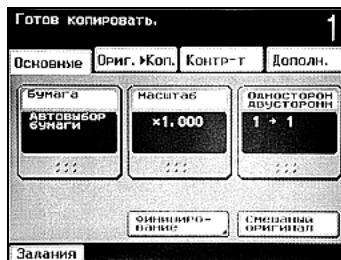 Готов копировать.
1
Основные Ориг.►Коп. Контр-т Дополн.
Бумага
Автовыбор
бумаги
Масштаб
×1.000
Односторон
Двусторонн
1 → 1
Финиширо-
вание
Смешаный
оригинал
Задания